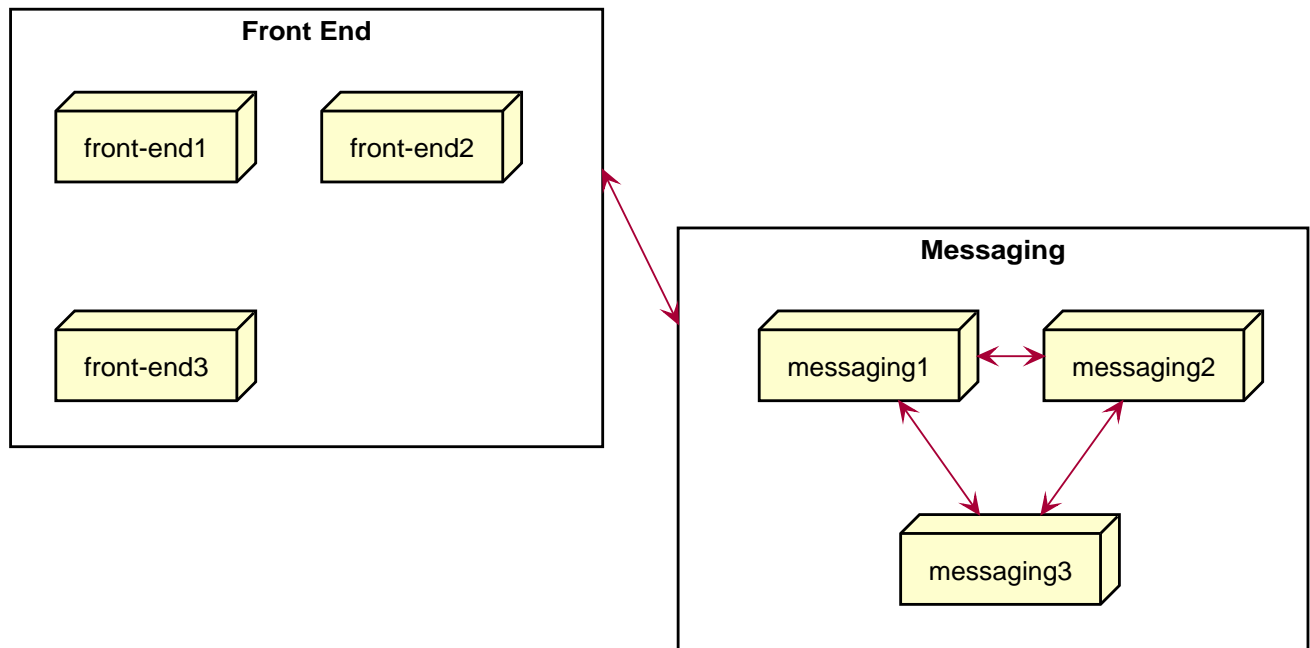 Front End
front-end1
front-end2
front-end3
Messaging
messaging1
messaging2
messaging3